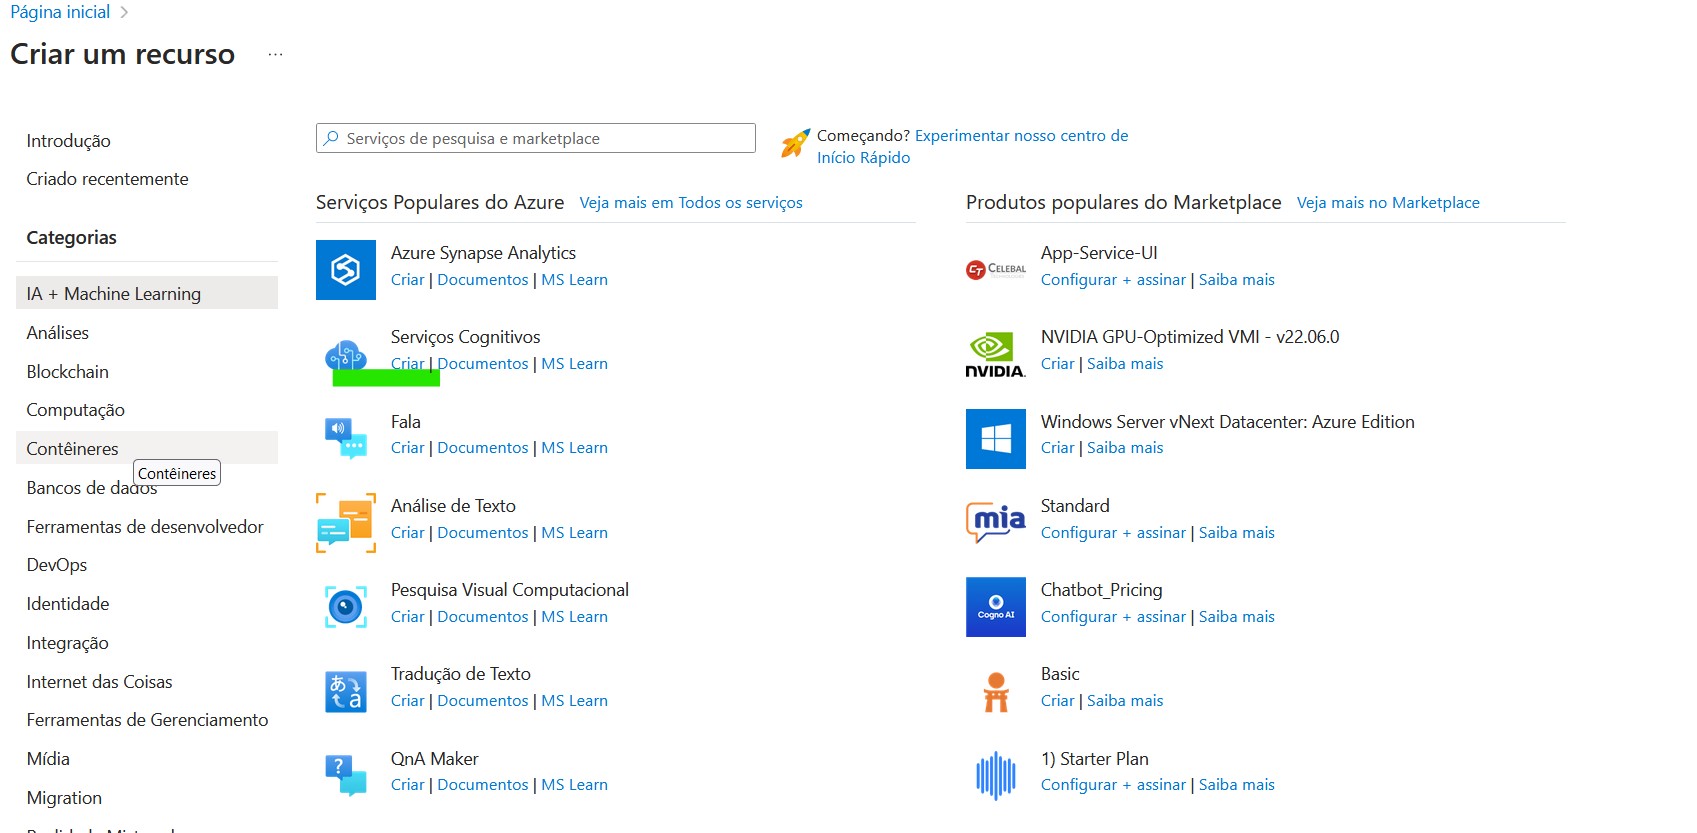 Página inicial
Criar um recurso
Introdução
Criado recentemente
Categorias
IA + Machine Learning
Análises
Blockchain
Computação
Contêineres
Contêineres
Bancos de dados
Ferramentas de desenvolvedor
DevOps
Identidade
Integração
Internet das Coisas
Ferramentas de Gerenciamento
Mídia
Migration
Serviços de pesquisa e marketplace
Começando? Experimentar nosso centro de
Início Rápido
Serviços Populares do Azure Veja mais em Todos os serviços
Azure Synapse Analytics
Criar | Documentos | MS Learn
Serviços Cognitivos
Criar | Documentos | MS Learn
Fala
Criar | Documentos | MS Learn
Análise de Texto
Criar | Documentos | MS Learn
Pesquisa Visual Computacional
Criar | Documentos | MS Learn
あ a
Tradução de Texto
Criar | Documentos | MS Learn
?
QnA Maker
Criar | Documentos | MS Learn
Produtos populares do Marketplace Veja mais no Marketplace
CT CELEBAL
App-Service-UI
Configurar + assinar | Saiba mais
NVIDIA.
NVIDIA GPU-Optimized VMI - v22.06.0
Criar | Saiba mais
Windows Server vNext Datacenter: Azure Edition
Criar | Saiba mais
mia
Standard
Configurar + assinar | Saiba mais
Cogno AI
Chatbot_Pricing
Configurar + assinar | Saiba mais
Basic
Criar | Saiba mais
1) Starter Plan
Configurar + assinar | Saiba mais